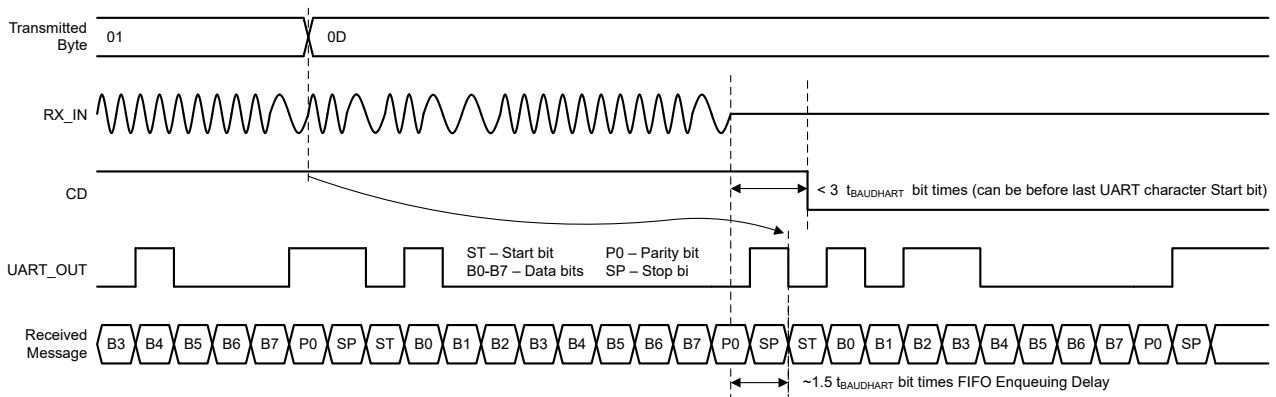 Transmitted
Byte
01
0D
RX_IN
CD
< 3 tBAUDHART bit times (can be before last UART character Start bit)
UART_OUT
ST – Start bit P0 – Parity bit
B0-B7 – Data bits SP – Stop bi
Received
Message
B3 B4 B5 B6 B7 P0 SP ST B0 B1 B2 B3 B4 B5 B6 B7 P0 SP ST B0 B1 B2 B3 B4 B5 B6 B7 P0 SP
~1.5 tBAUDHART bit times FIFO Enqueuing Delay